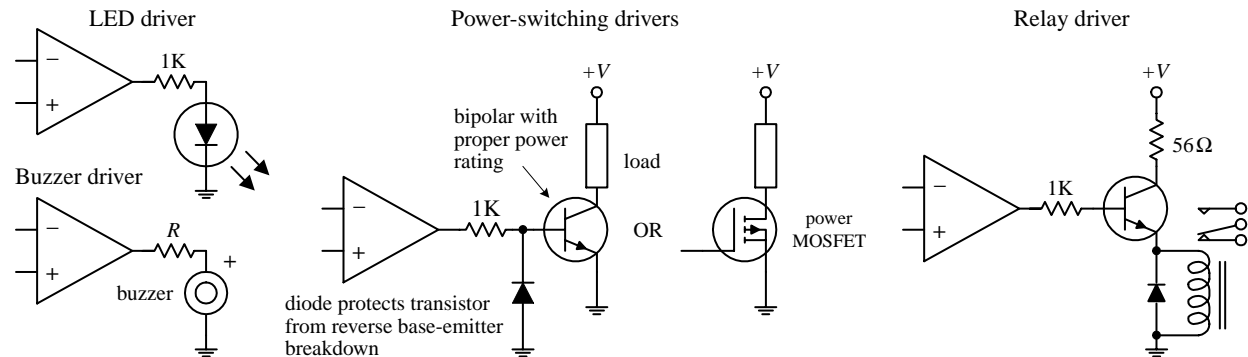 LED driver
Power-switching drivers
Relay driver
1K
−
+
Buzzer driver
R
−
+
+
buzzer
+V
+V
bipolar with
proper power
rating
load
1K
−
+
OR
power
MOSFET
diode protects transistor
from reverse base-emitter
breakdown
+V
56Ω
1K
−
+